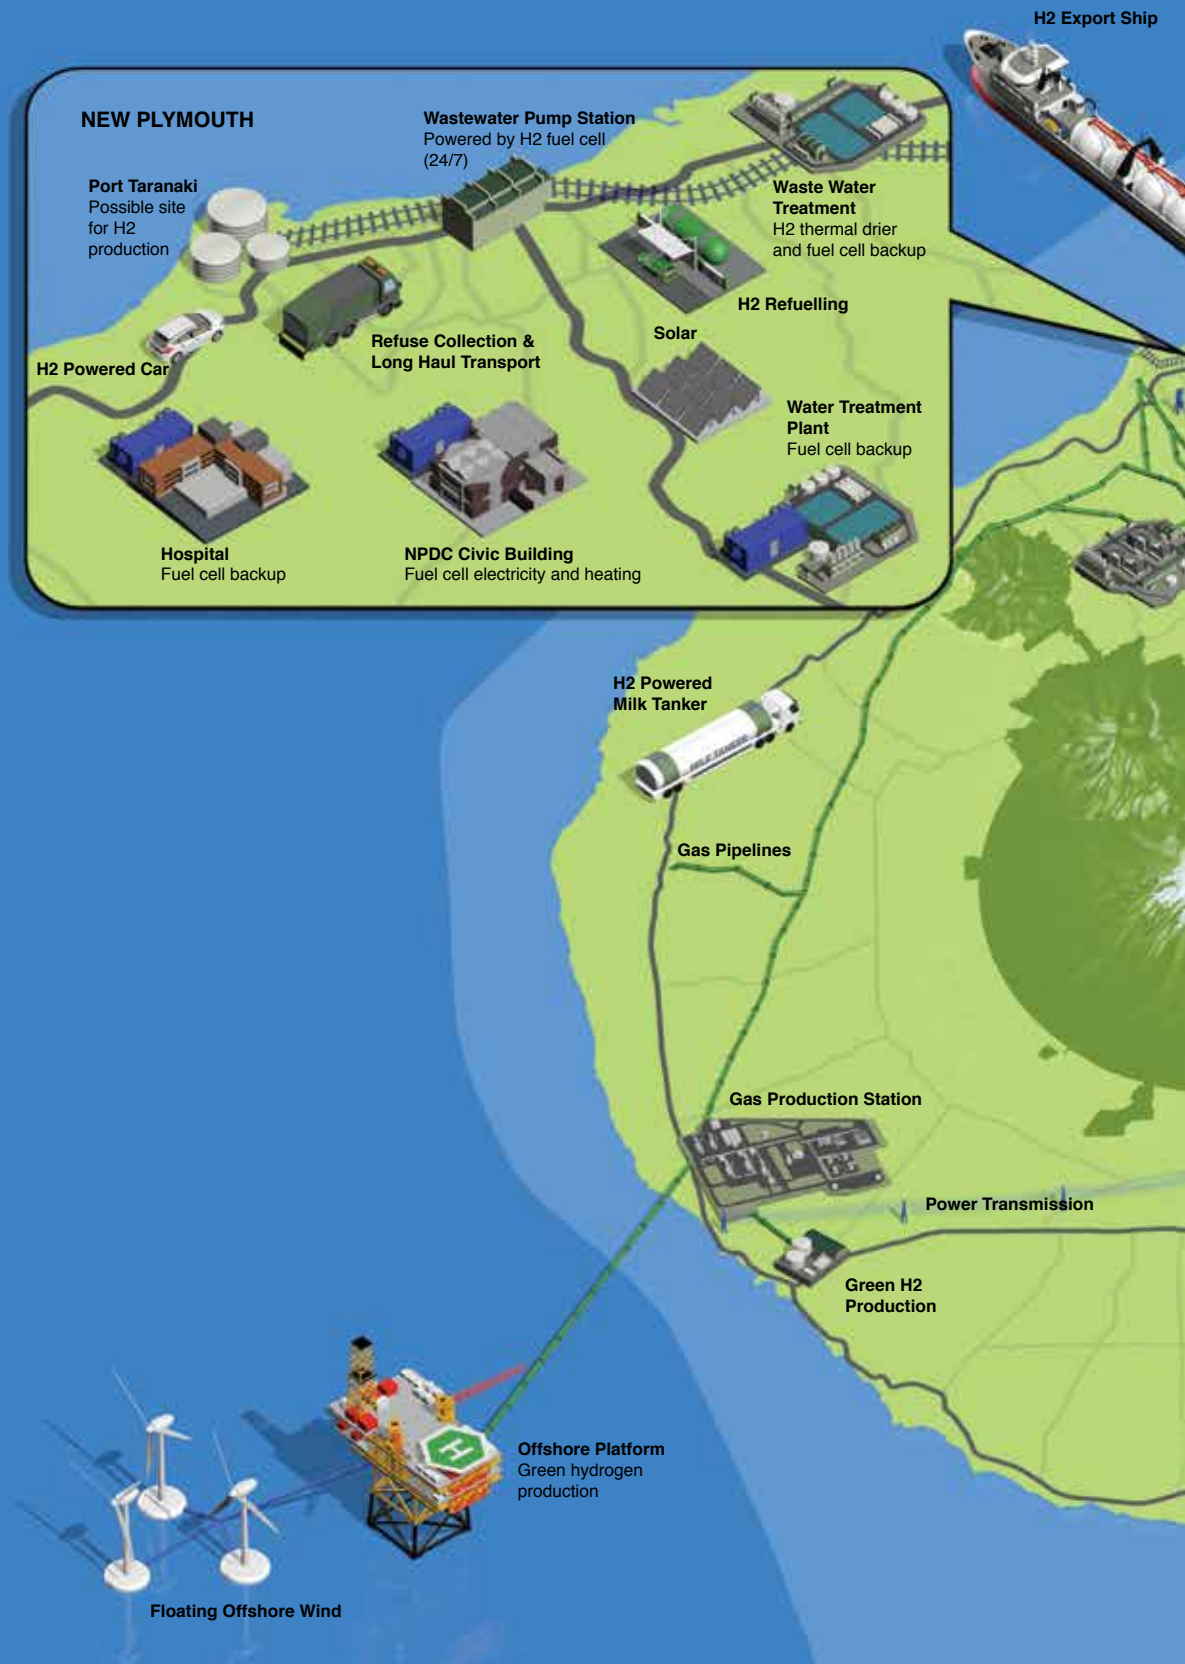 H2 Export Ship
NEW PLYMOUTH
Wastewater Pump Station
Powered by H2 fuel cell
(24/7)
Port Taranaki
Possible site
for H2
production
Waste Water
Treatment
H2 thermal drier
and fuel cell backup
H2 Refuelling
Solar
Refuse Collection &
Long Haul Transport
H2 Powered Car
Water Treatment
Plant
Fuel cell backup
Hospital
Fuel cell backup
NPDC Civic Building
Fuel cell electricity and heating
H2 Powered
Milk Tanker
MILK TANKER
Gas Pipelines
Gas Production Station
Power Transmission
Green H2
Production
H
Offshore Platform
Green hydrogen
production
Floating Offshore Wind